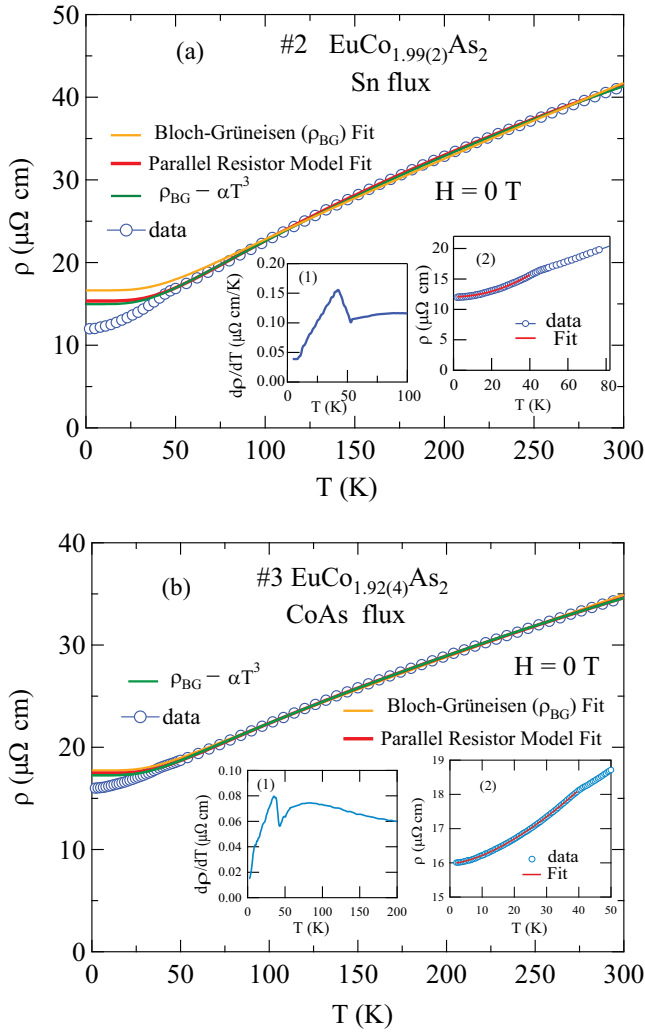 (a)
#2 EuCo1.99(2)As2
Sn flux
Bloch-Grüneisen (ρBG) Fit
Parallel Resistor Model Fit
ρBG − αT3
data
H = 0 T
ρ (μΩ cm)
50
40
30
20
10
0
0 50 100 150 200 250 300
T (K)
(1)
dρ/dT (μΩ cm/K)
0.20
0.15
0.10
0.05
0.00
0 50 100
T (K)
(2)
ρ (μΩ cm)
20
15
10
5
0
data
Fit
0 20 40 60 80
T (K)
(b)
#3 EuCo1.92(4)As2
CoAs flux
ρBG − αT3
data
H = 0 T
Bloch-Grüneisen (ρBG) Fit
Parallel Resistor Model Fit
ρ (μΩ cm)
40
30
20
10
0
0 50 100 150 200 250 300
T (K)
(1)
dρ/dT (μΩ cm)
0.10
0.08
0.06
0.04
0.02
0.00
0 50 100 150 200
T (K)
(2)
ρ (μΩ cm)
19
18
17
16
15
data
Fit
0 10 20 30 40 50
T (K)